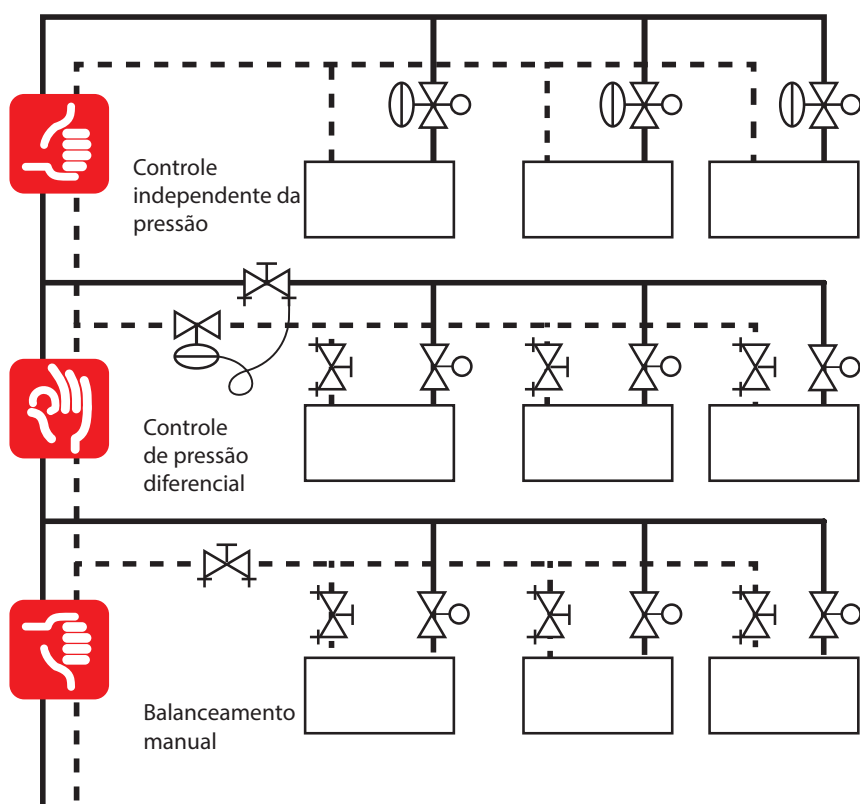 Controle
independente da
pressão
Controle
de pressão
diferencial
Balanceamento
manual